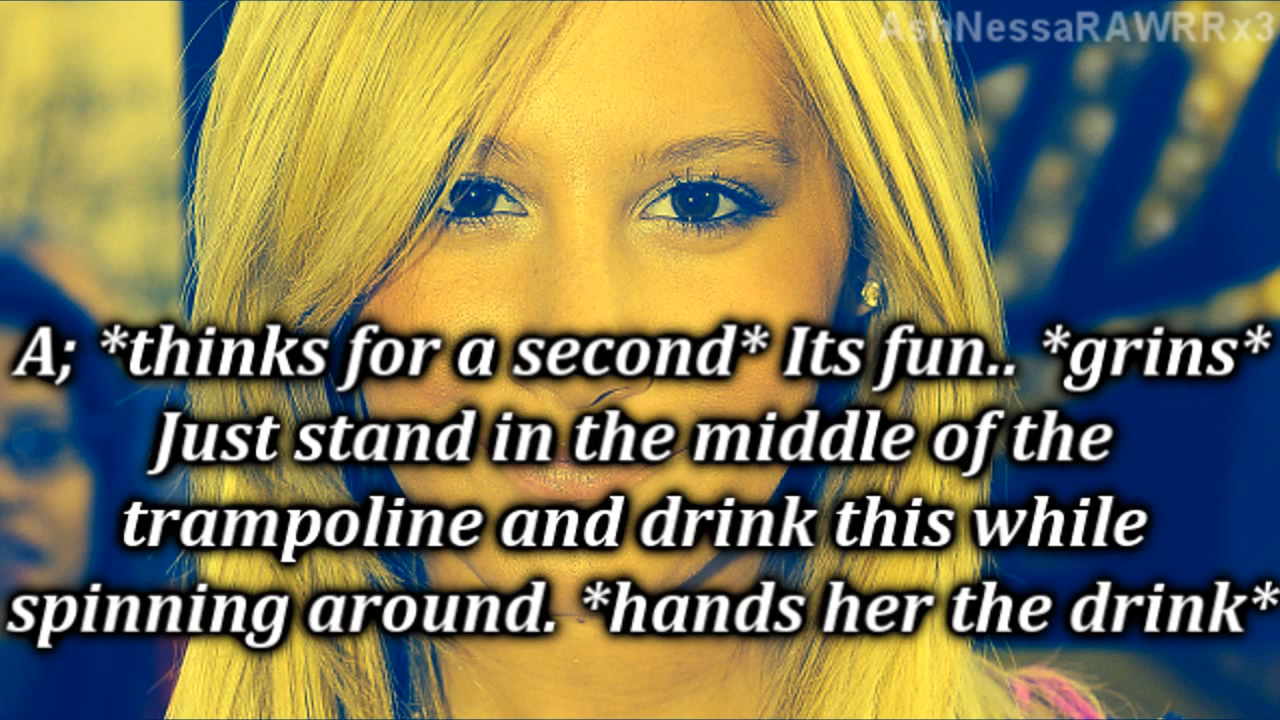 AshNessaRAWRRx3
A; *thinks for a second* Its fun.. *grins*
Just stand in the middle of the
trampoline and drink this while
spinning around. *hands her the drink*